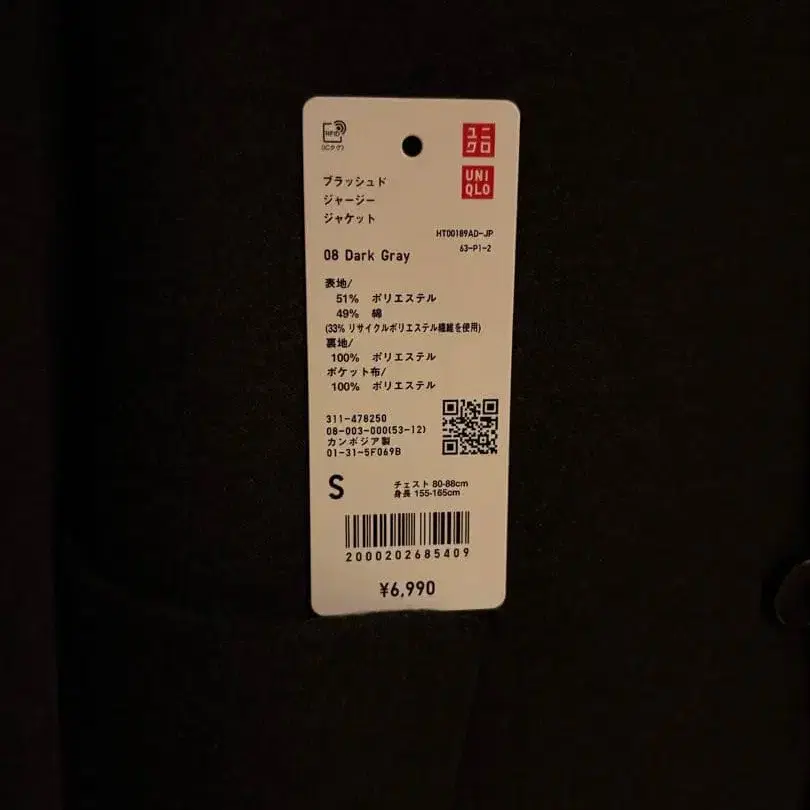 RFID
(ICタグ)
ユニ
クロ
UNI
QLO
ブラッシュド
ジャージー
ジャケット
HT00189AD-JP
63-P1-2
08 Dark Gray
表地/
51% ポリエステル
49% 綿
(33% リサイクルポリエステル繊維を使用)
裏地/
100% ポリエステル
ポケット布/
100% ポリエステル
311-478250
08-003-000(53-12)
カンボジア製
01-31-5F069B
S
チェスト 80-88cm
身長 155-165cm
2000202685409
¥6,990